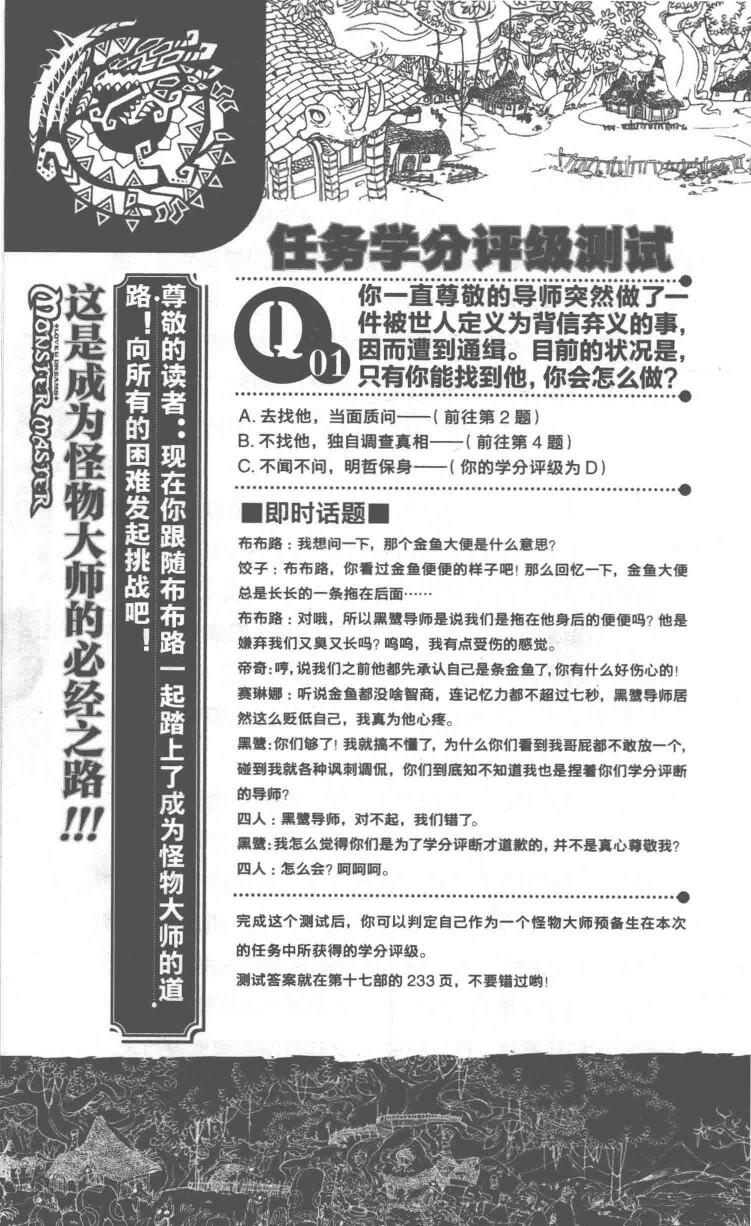 任务学分评级测试
Q
01
你一直尊敬的导师突然做了一
件被世人定义为背信弃义的事,
因而遭到通缉。目前的状况是,
只有你能找到他,你会怎么做?
A. 去找他，当面质问——( 前往第 2 题 )
B. 不找他，独自调查真相——( 前往第 4 题 )
C. 不闻不问，明哲保身——( 你的学分评级为 D )
■即时话题■
布布路：我想问一下，那个金鱼大便是什么意思?
饺子：布布路，你看过金鱼便便的样子吧! 那么回忆一下，金鱼大便
总是长长的一条拖在后面……
布布路：对哦，所以黑鹭导师是说我们是拖在他身后的便便吗? 他是
嫌弃我们又臭又长吗? 呜呜，我有点受伤的感觉。
帝奇:哼,说我们之前他都先承认自己是条金鱼了,你有什么好伤心的!
赛琳娜：听说金鱼都没啥智商，连记忆力都不超过七秒，黑鹭导师居
然这么贬低自己，我真为他心疼。
黑鹭:你们够了! 我就搞不懂了，为什么你们看到我哥屁都不敢放一个,
碰到我就各种讽刺调侃，你们到底知不知道我也是捏着你们学分评断
的导师?
四人：黑鹭导师，对不起，我们错了。
黑鹭:我怎么觉得你们是为了学分评断才道歉的,并不是真心尊敬我?
四人：怎么会? 呵呵呵。
完成这个测试后，你可以判定自己作为一个怪物大师预备生在本次
的任务中所获得的学分评级。
测试答案就在第十七部的 233 页，不要错过哟!
尊敬的读者：现在你跟随布布路一起踏上了成为怪物大师的道
路！向所有的困难发起挑战吧！
这是成为怪物大师的必经之路!!!
MONSTER MASTER